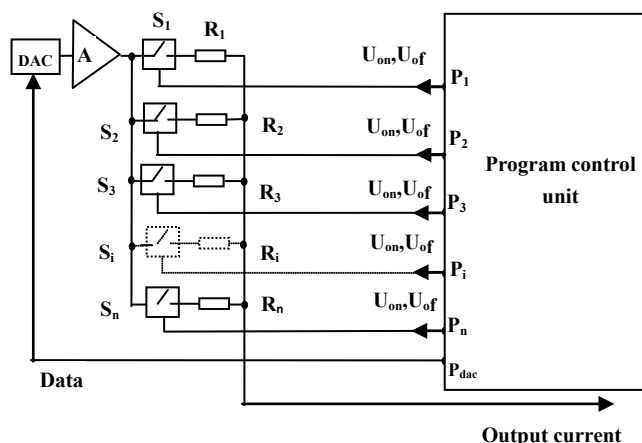 S1 R1
DAC A
Uon,Uof P1
S2 R2
Uon,Uof P2
Program control
unit
S3 R3
Uon,Uof P3
Si Ri
Uon,Uof Pi
Sn Rn
Uon,Uof Pn
Data
Pdac
Output current